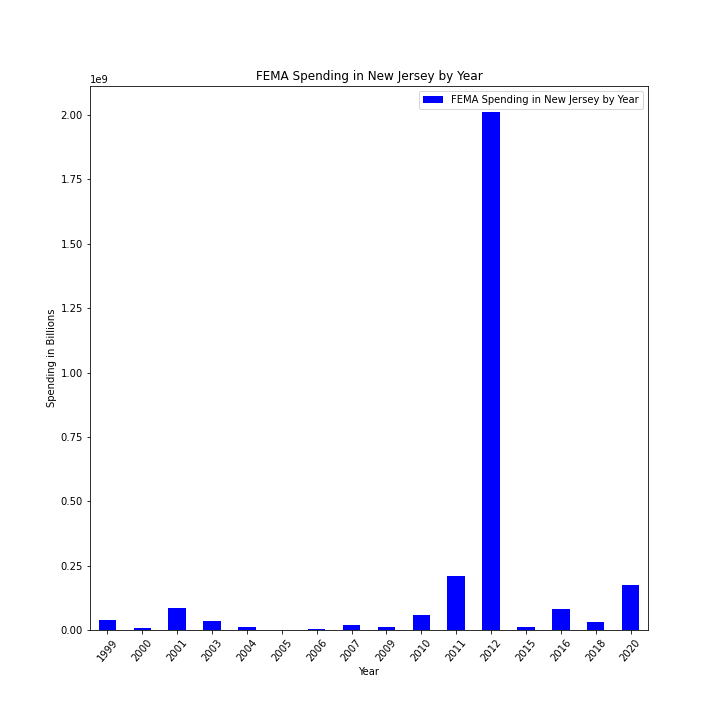 FEMA Spending in New Jersey by Year
1e9
FEMA Spending in New Jersey by Year
2.00
1.75
1.50
1.25
1.00
0.75
0.50
0.25
0.00
Spending in Billions
1999 2000 2001 2003 2004 2005 2006 2007 2009 2010 2011 2012 2015 2016 2018 2020
Year